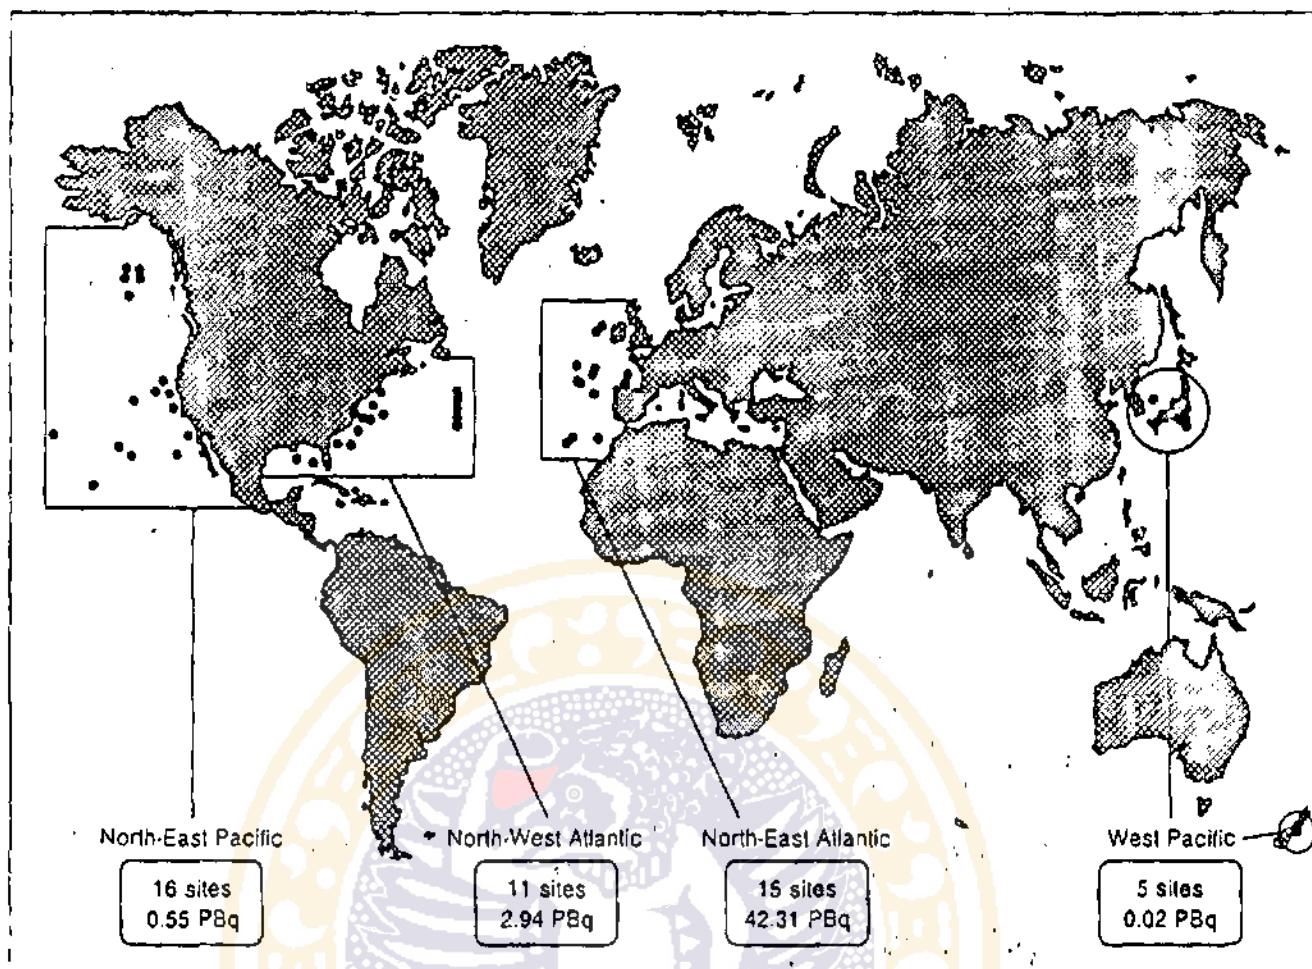 North-East Pacific
16 sites
0.55 PBq
North-West Atlantic
11 sites
2.94 PBq
North-East Atlantic
15 sites
42.31 PBq
West Pacific
5 sites
0.02 PBq